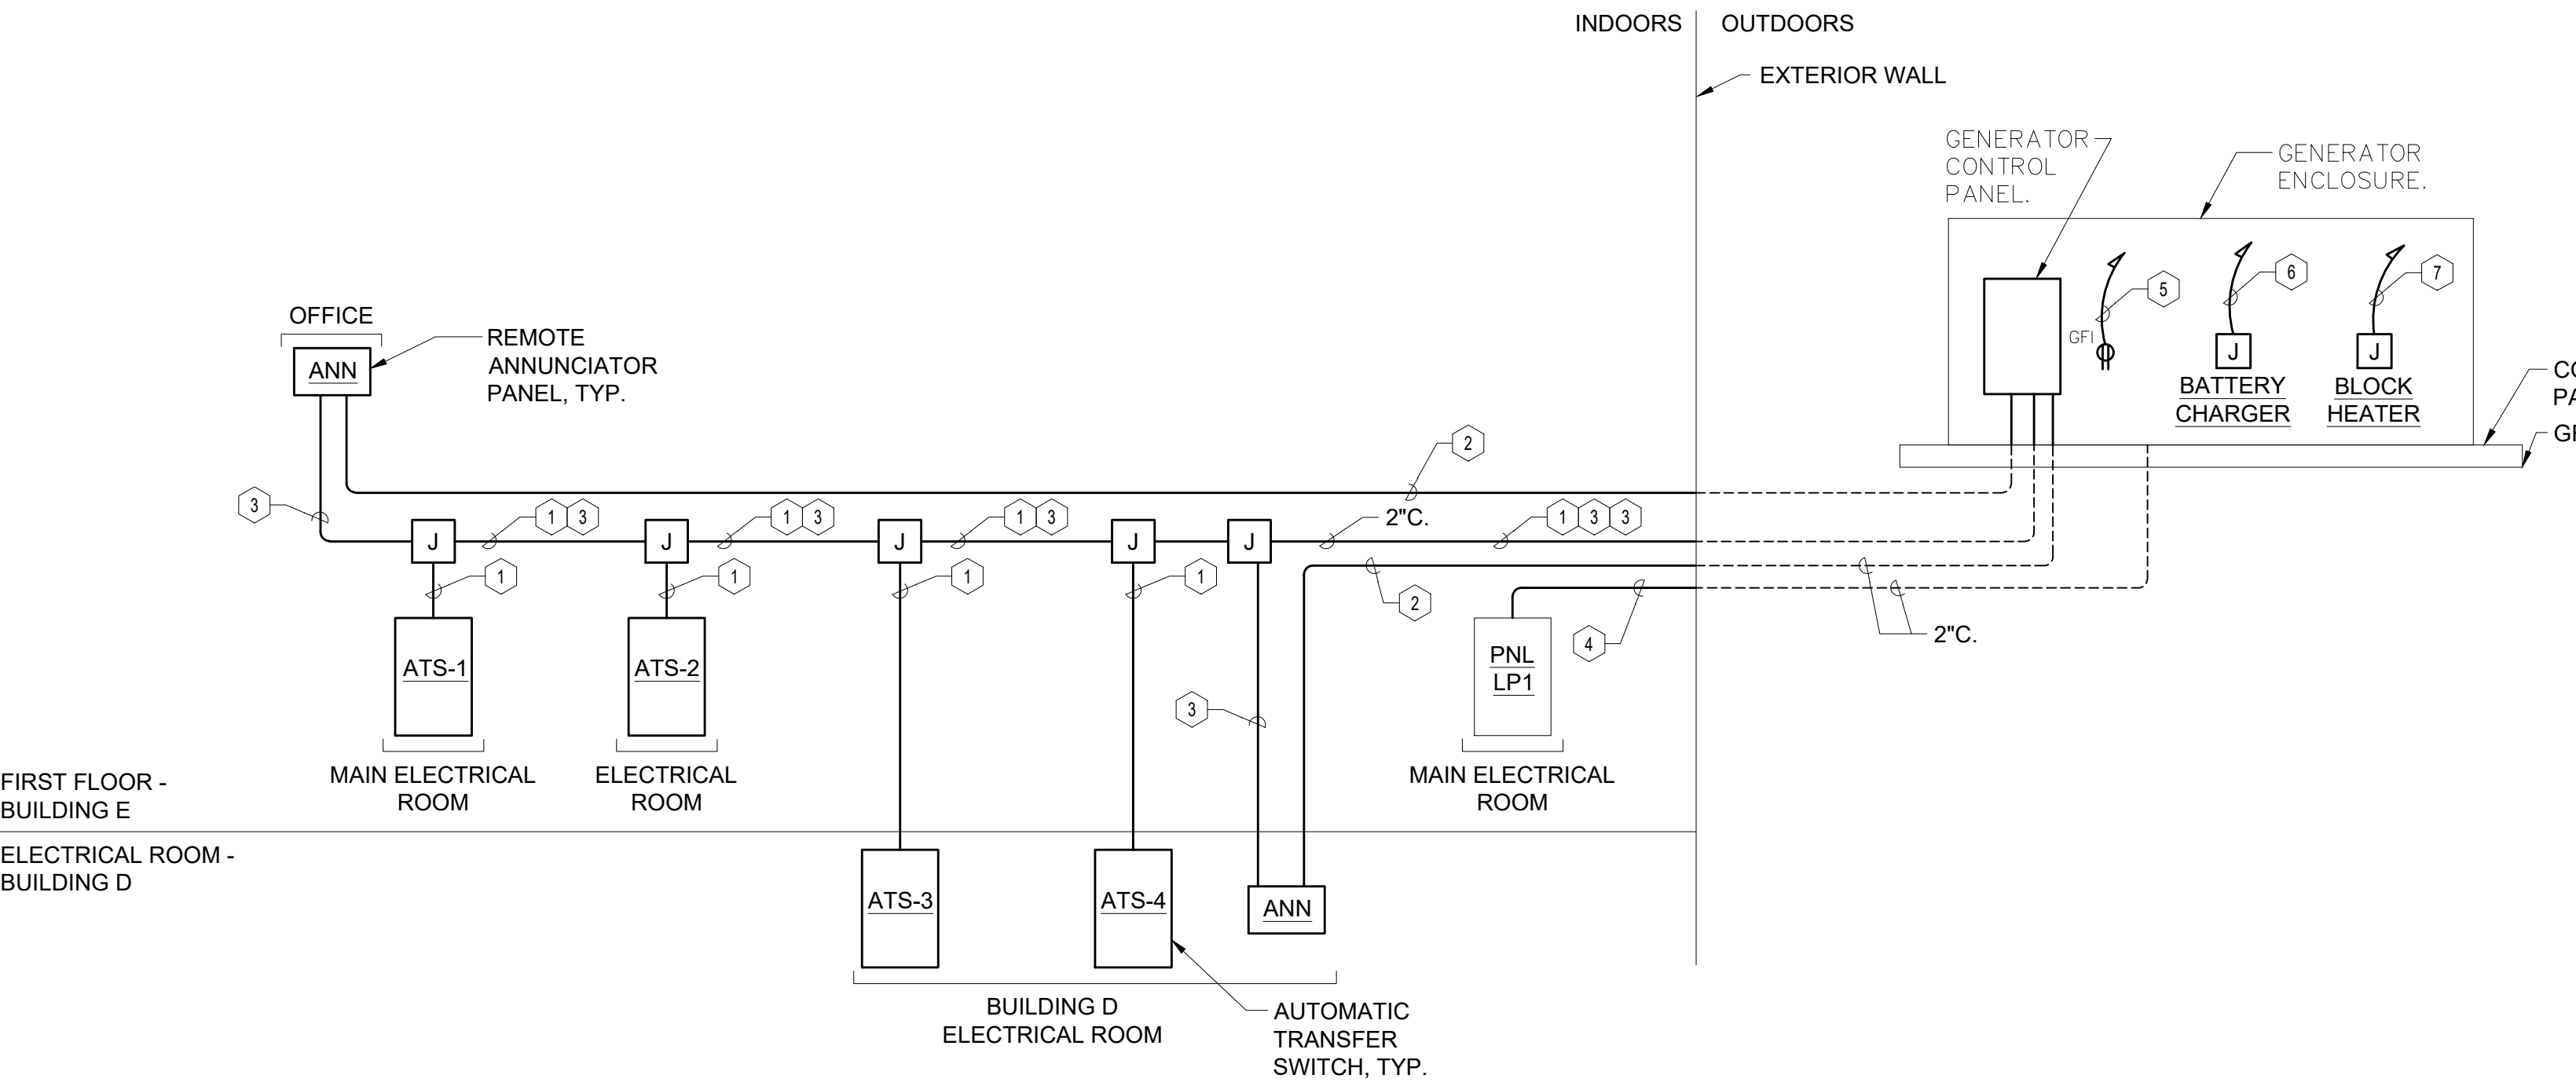 INDOORS
OUTDOORS
EXTERIOR WALL
GENERATOR
CONTROL
PANEL.
GENERATOR
ENCLOSURE.
OFFICE
ANN
REMOTE
ANNUNCIATOR
PANEL, TYP.
GFI
5
6
7
J
BATTERY
CHARGER
J
BLOCK
HEATER
CO
PA
GR
2
3
1 3
1 3
1 3
2"C.
1 3 3
J
J
J
J
J
1
1
1
1
2
4
2"C.
ATS-1
ATS-2
PNL
LP1
3
MAIN ELECTRICAL
ROOM
ELECTRICAL
ROOM
MAIN ELECTRICAL
ROOM
FIRST FLOOR -
BUILDING E
ELECTRICAL ROOM -
BUILDING D
ATS-3
ATS-4
ANN
BUILDING D
ELECTRICAL ROOM
AUTOMATIC
TRANSFER
SWITCH, TYP.